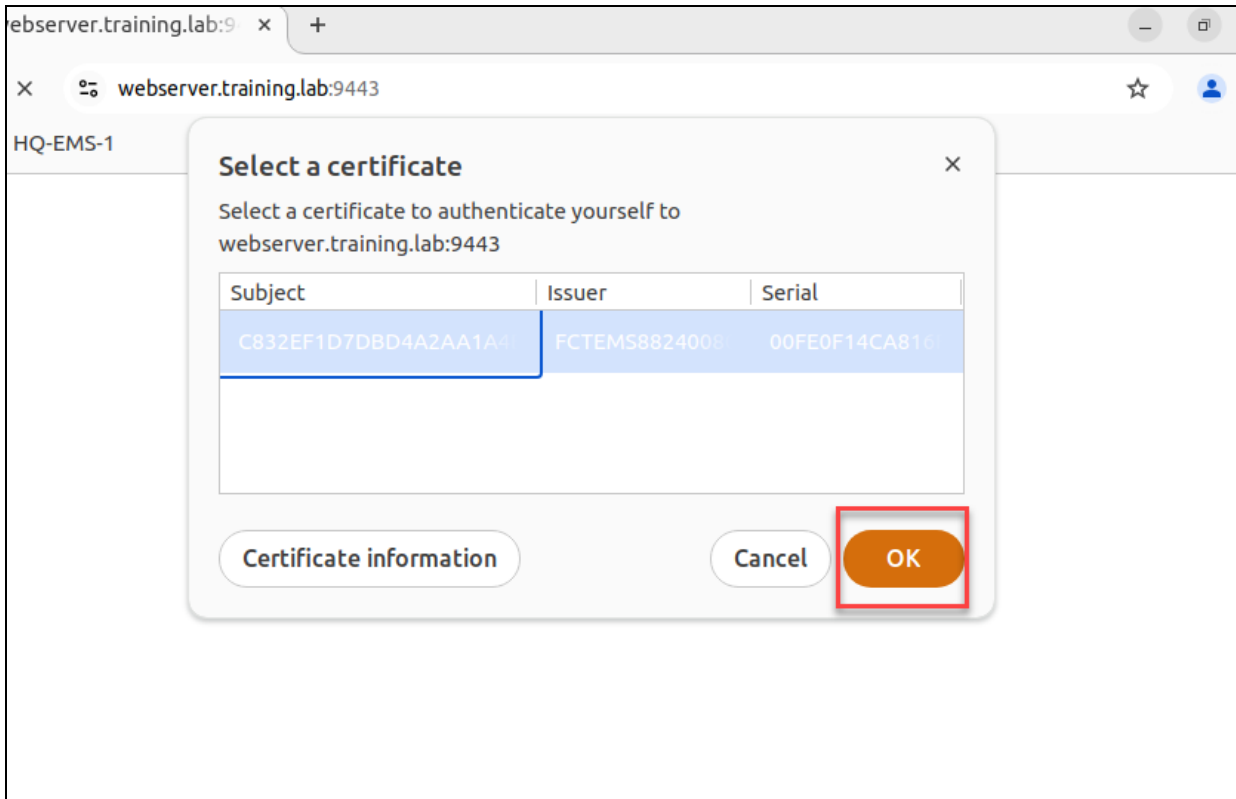 ebserver.training.lab:9
webserver.training.lab:9443
HQ-EMS-1
Select a certificate
Select a certificate to authenticate yourself to
webserver.training.lab:9443
Subject Issuer Serial
C832EF1D7DBD4A2AA1A4 FCTEMS8824008 00FE0F14CA816
Certificate information Cancel OK